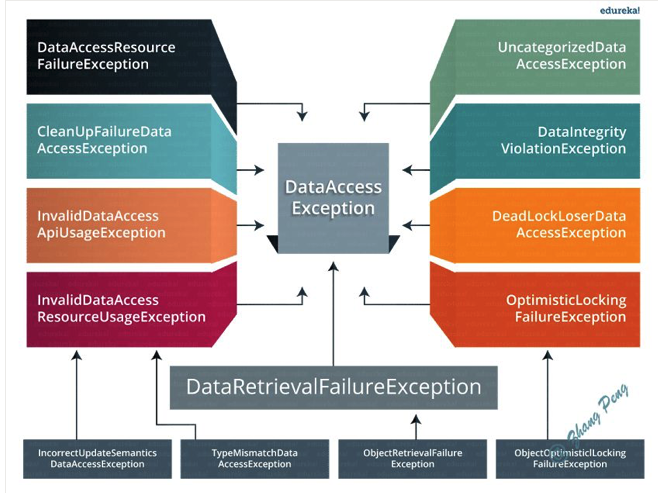 edureka!
DataAccessResource
FailureException
UncategorizedData
AccessException
CleanUpFailureData
AccessException
DataIntegrity
ViolationException
DataAccess
Exception
InvalidDataAccess
ApiUsageException
DeadLockLoserData
AccessException
InvalidDataAccess
ResourceUsageException
OptimisticLocking
FailureException
DataRetrievalFailureException
IncorrectUpdateSemantics
DataAccessException
TypeMismatchData
AccessException
ObjectRetrievalFailure
Exception
ObjectOptimisticlLocking
FailureException
@ Zhang Peng